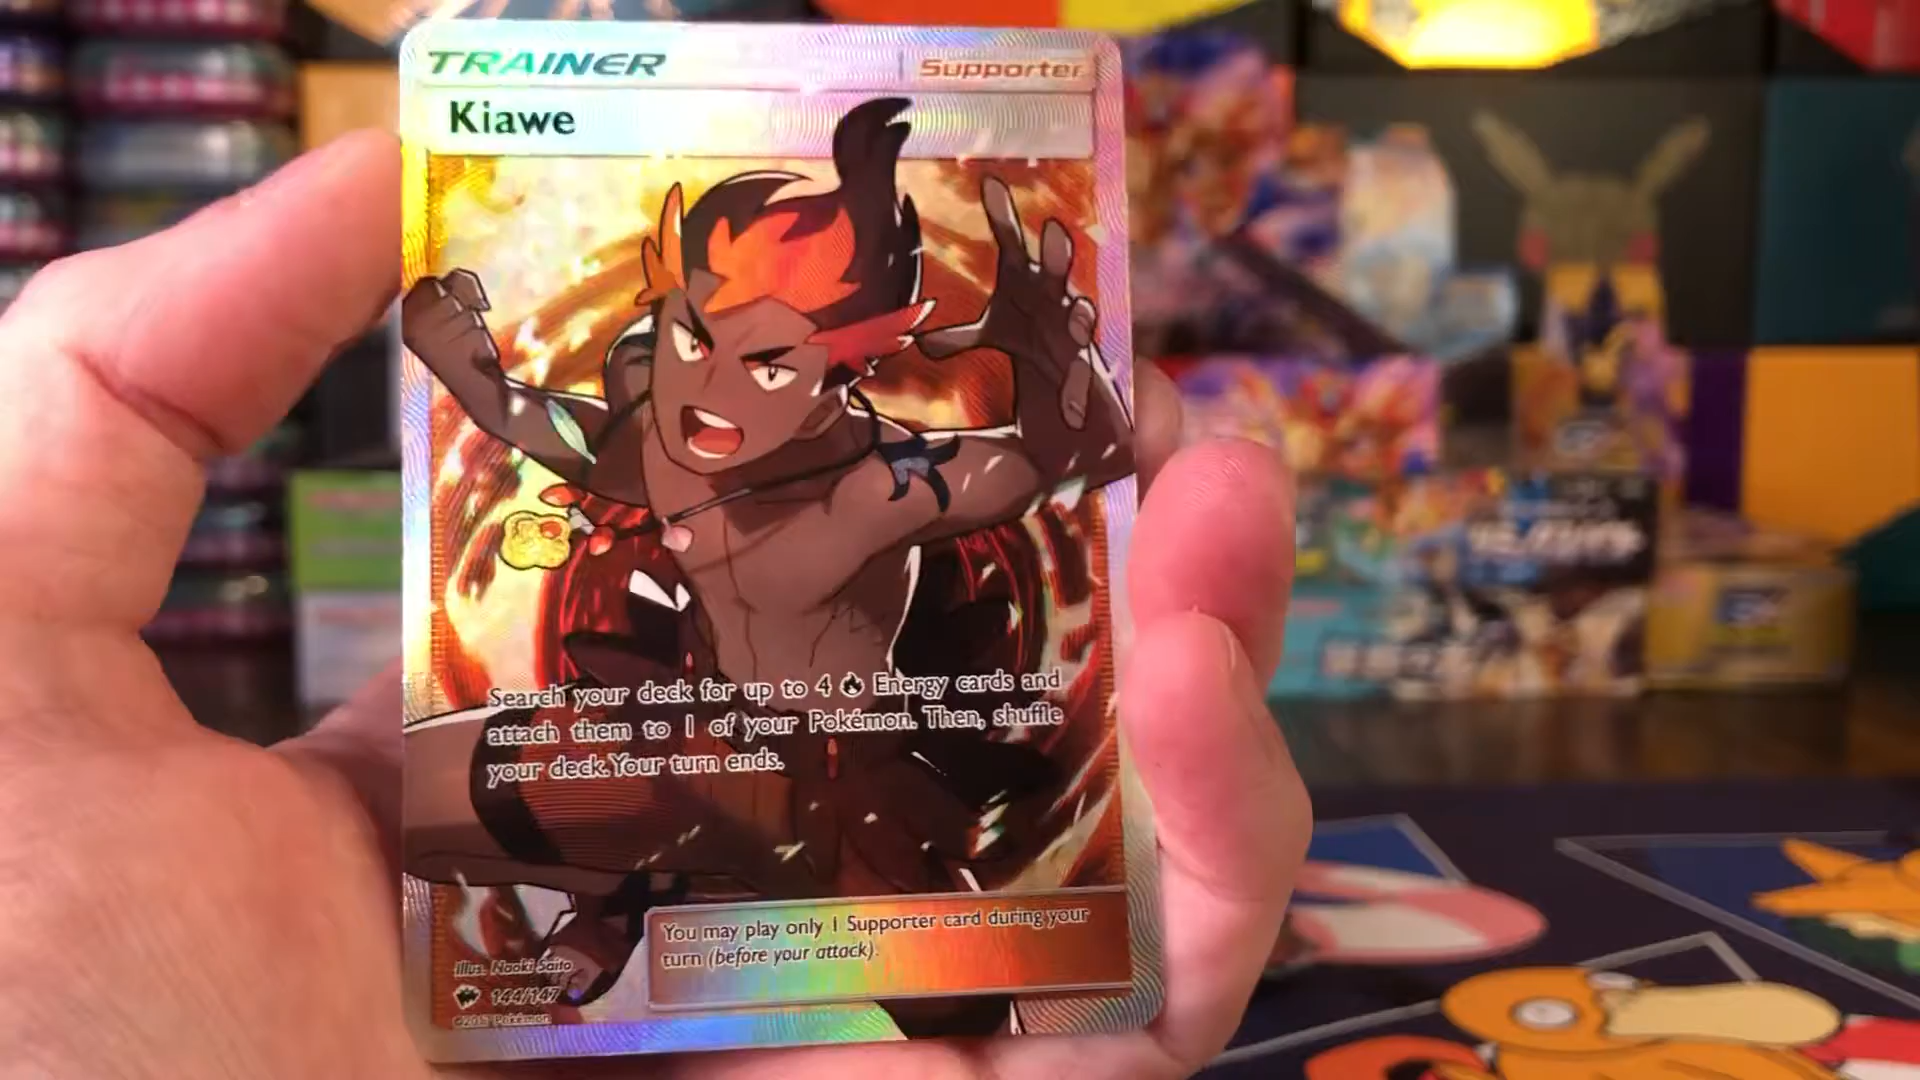 TRAINER
Supporter
Kiawe
Search your deck for up to 4 Energy cards and
attach them to 1 of your Pokémon. Then, shuffle
your deck. Your turn ends.
You may play only 1 Supporter card during your
turn (before your attack).
Illus. Naoki Saito
144/147
©2017 Pokémon